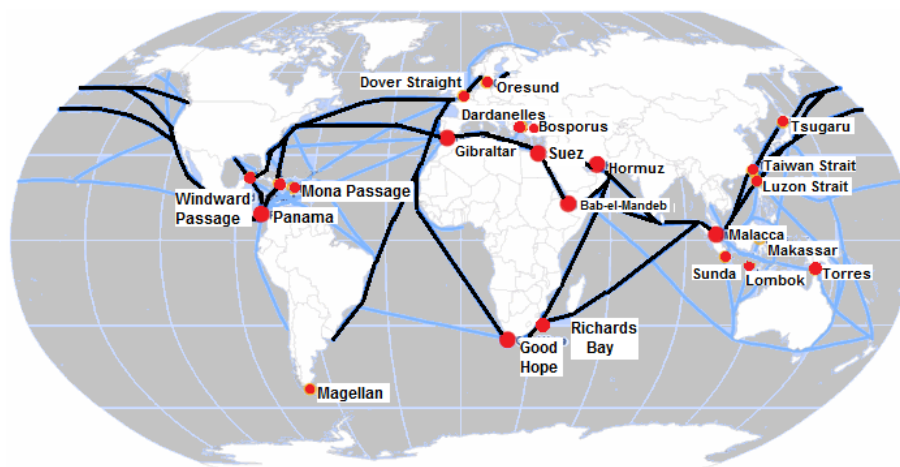 Dover Straight
Oresund
Dardanelles
Bosporus
Tsugaru
Gibraltar
Suez
Hormuz
Taiwan Strait
Luzon Strait
Windward
Passage
Mona Passage
Panama
Bab-el-Mandeb
Malacca
Makassar
Sunda
Lombok
Torres
Richards
Bay
Good
Hope
Magellan